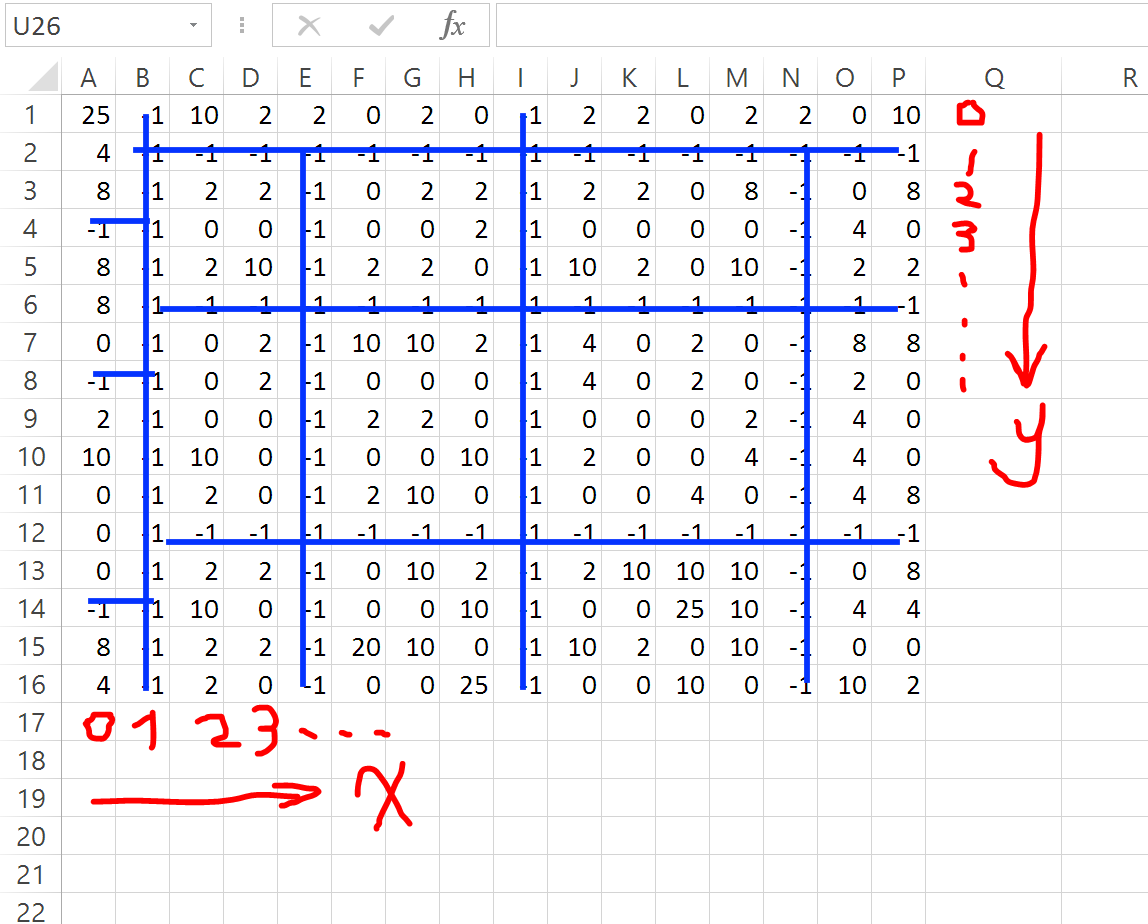 U26 fx
A B C D E F G H I J K L M N O P Q R
1 25 -1 10 2 2 0 2 0 -1 2 2 0 2 2 0 10 0
2 4 -1 -1 -1 -1 -1 -1 -1 -1 -1 -1 -1 -1 -1 -1 -1 1
3 8 -1 2 2 -1 0 2 2 -1 2 2 0 8 -1 0 8 2
4 -1 -1 0 0 -1 0 0 2 -1 0 0 0 0 -1 4 0 3
5 8 -1 2 10 -1 2 2 0 -1 10 2 0 10 -1 2 2
6 8 -1 -1 -1 -1 -1 -1 -1 -1 -1 -1 -1 -1 -1 -1 -1
7 0 -1 0 2 -1 10 10 2 -1 4 0 2 0 -1 8 8
8 -1 -1 0 2 -1 0 0 0 -1 4 0 2 0 -1 2 0
9 2 -1 0 0 -1 2 2 0 -1 0 0 0 2 -1 4 0 y
10 10 -1 10 0 -1 0 0 10 -1 2 0 0 4 -1 4 0
11 0 -1 2 0 -1 2 10 0 -1 0 0 4 0 -1 4 8
12 0 -1 -1 -1 -1 -1 -1 -1 -1 -1 -1 -1 -1 -1 -1 -1
13 0 -1 2 2 -1 0 10 2 -1 2 10 10 10 -1 0 8
14 -1 -1 10 0 -1 0 0 10 -1 0 0 25 10 -1 4 4
15 8 -1 2 2 -1 20 10 0 -1 10 2 0 10 -1 0 0
16 4 -1 2 0 -1 0 0 25 -1 0 0 10 0 -1 10 2
17 0 1 2 3 ...
18
19 x
20
21
22